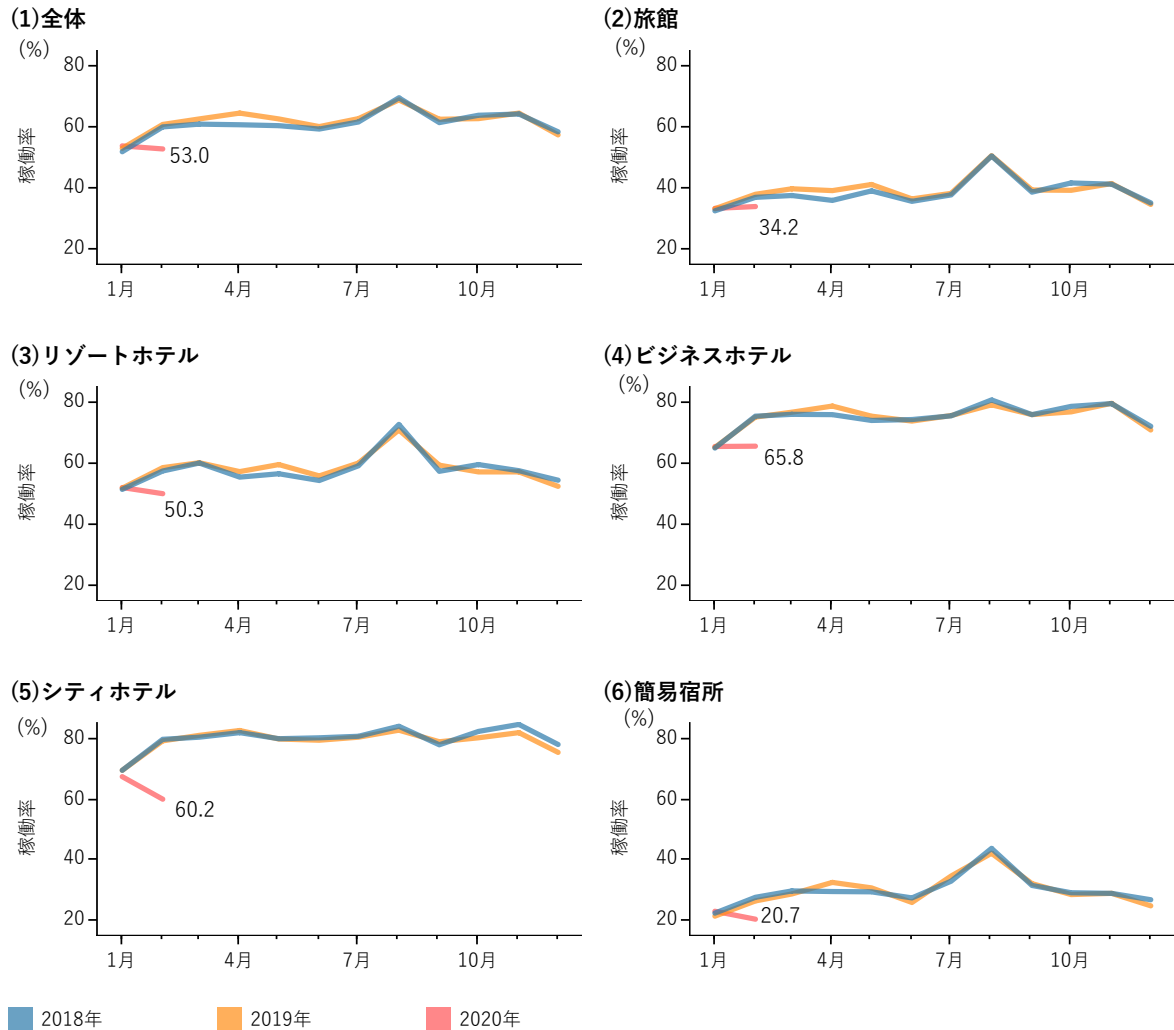 (1)全体
(%)
80
60
40
20
稼働率
53.0
1月
4月
7月
10月
(2)旅館
(%)
80
60
40
20
稼働率
34.2
1月
4月
7月
10月
(3)リゾートホテル
(%)
80
60
40
20
稼働率
50.3
1月
4月
7月
10月
(4)ビジネスホテル
(%)
80
60
40
20
稼働率
65.8
1月
4月
7月
10月
(5)シティホテル
(%)
80
60
40
20
稼働率
60.2
1月
4月
7月
10月
(6)簡易宿所
(%)
80
60
40
20
稼働率
20.7
1月
4月
7月
10月
2018年
2019年
2020年